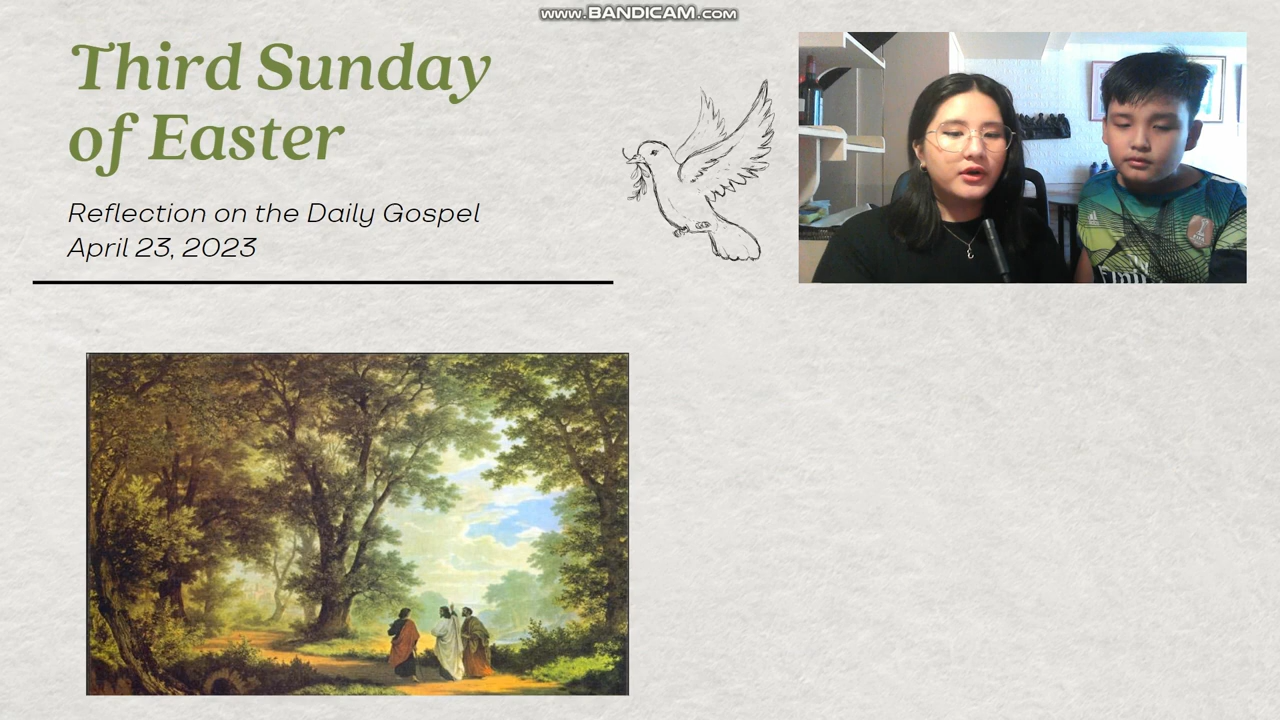 www.BANDICAM.com
Third Sunday
of Easter
Reflection on the Daily Gospel
April 23, 2023